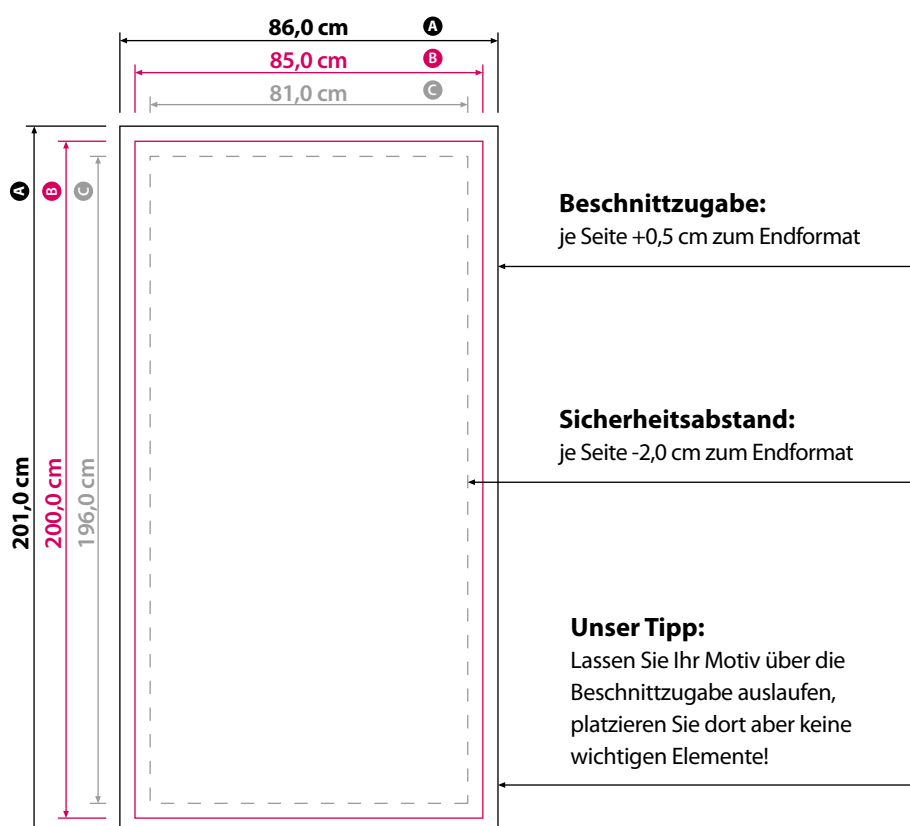 86,0 cm A
85,0 cm B
81,0 cm C
A
B
C
201,0 cm
200,0 cm
196,0 cm
Beschnittzugabe:
je Seite +0,5 cm zum Endformat
Sicherheitsabstand:
je Seite -2,0 cm zum Endformat
Unser Tipp:
Lassen Sie Ihr Motiv über die
Beschnittzugabe auslaufen,
platzieren Sie dort aber keine
wichtigen Elemente!